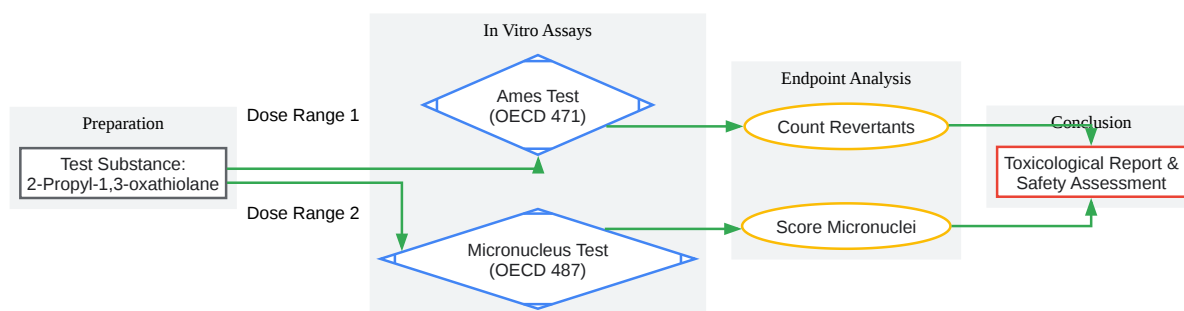 Preparation
Test Substance:
2-Propyl-1,3-oxathiolane
Dose Range 1
Dose Range 2
In Vitro Assays
Ames Test
(OECD 471)
Micronucleus Test
(OECD 487)
Endpoint Analysis
Count Revertants
Score Micronuclei
Conclusion
Toxicological Report &
Safety Assessment